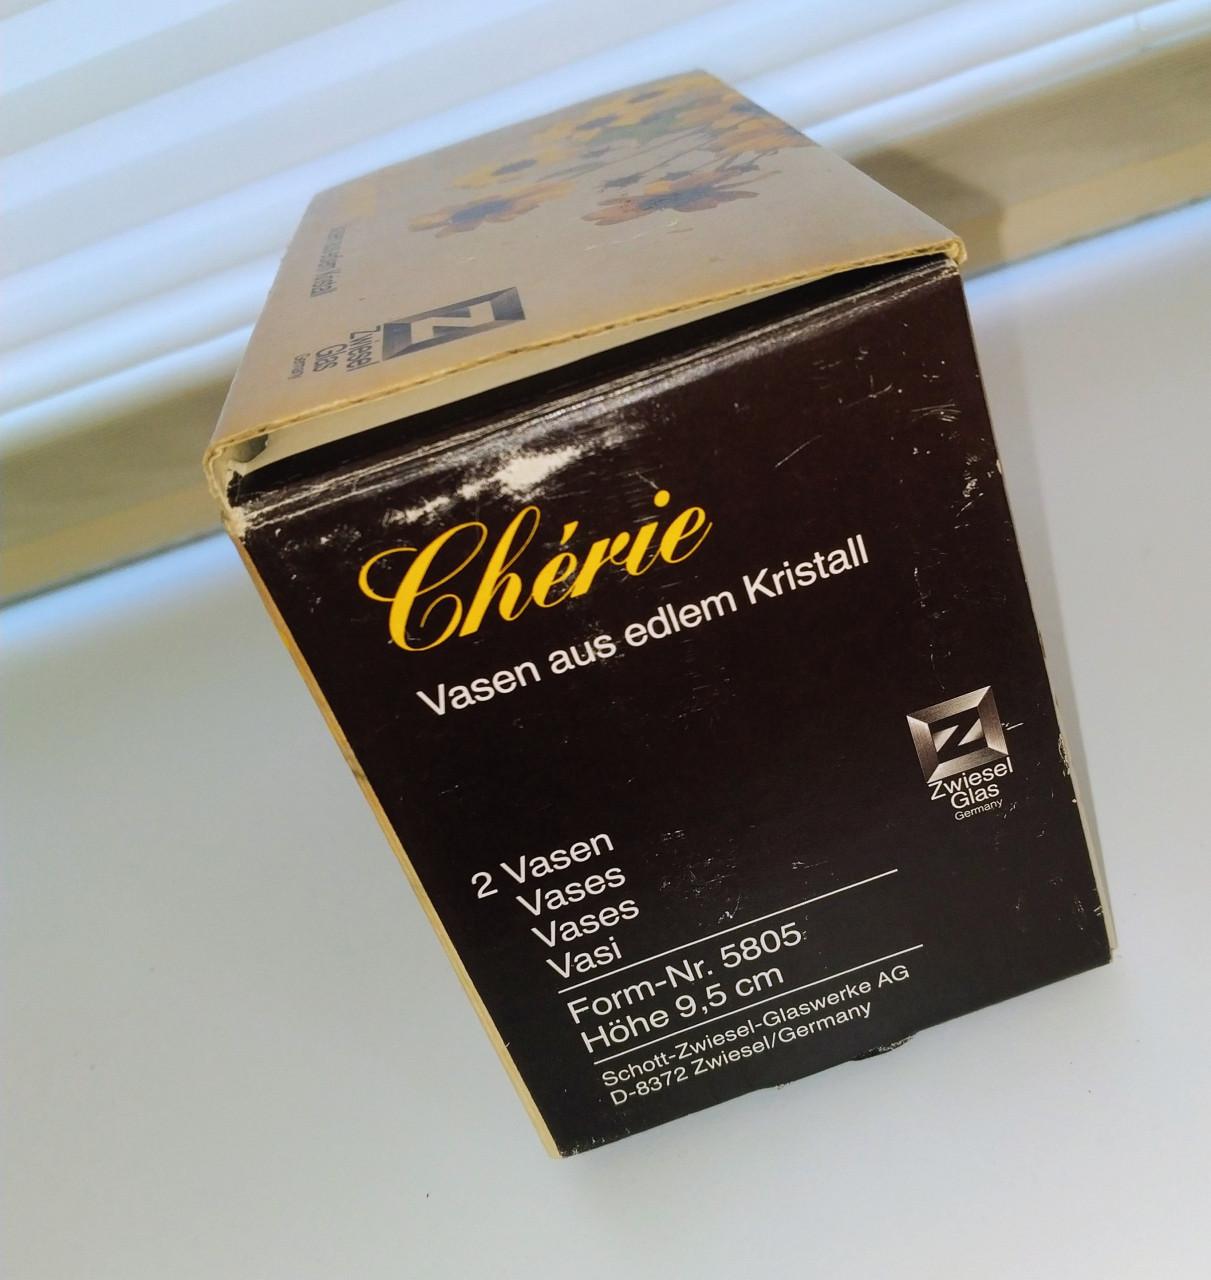 Zwiesel
Glas
Germany
Chérie
Vasen aus edlem Kristall
Zwiesel
Glas
Germany
2 Vasen
Vases
Vases
Vasi
Form-Nr. 5805
Höhe 9,5 cm
Schott-Zwiesel-Glaswerke AG
D-8372 Zwiesel/Germany